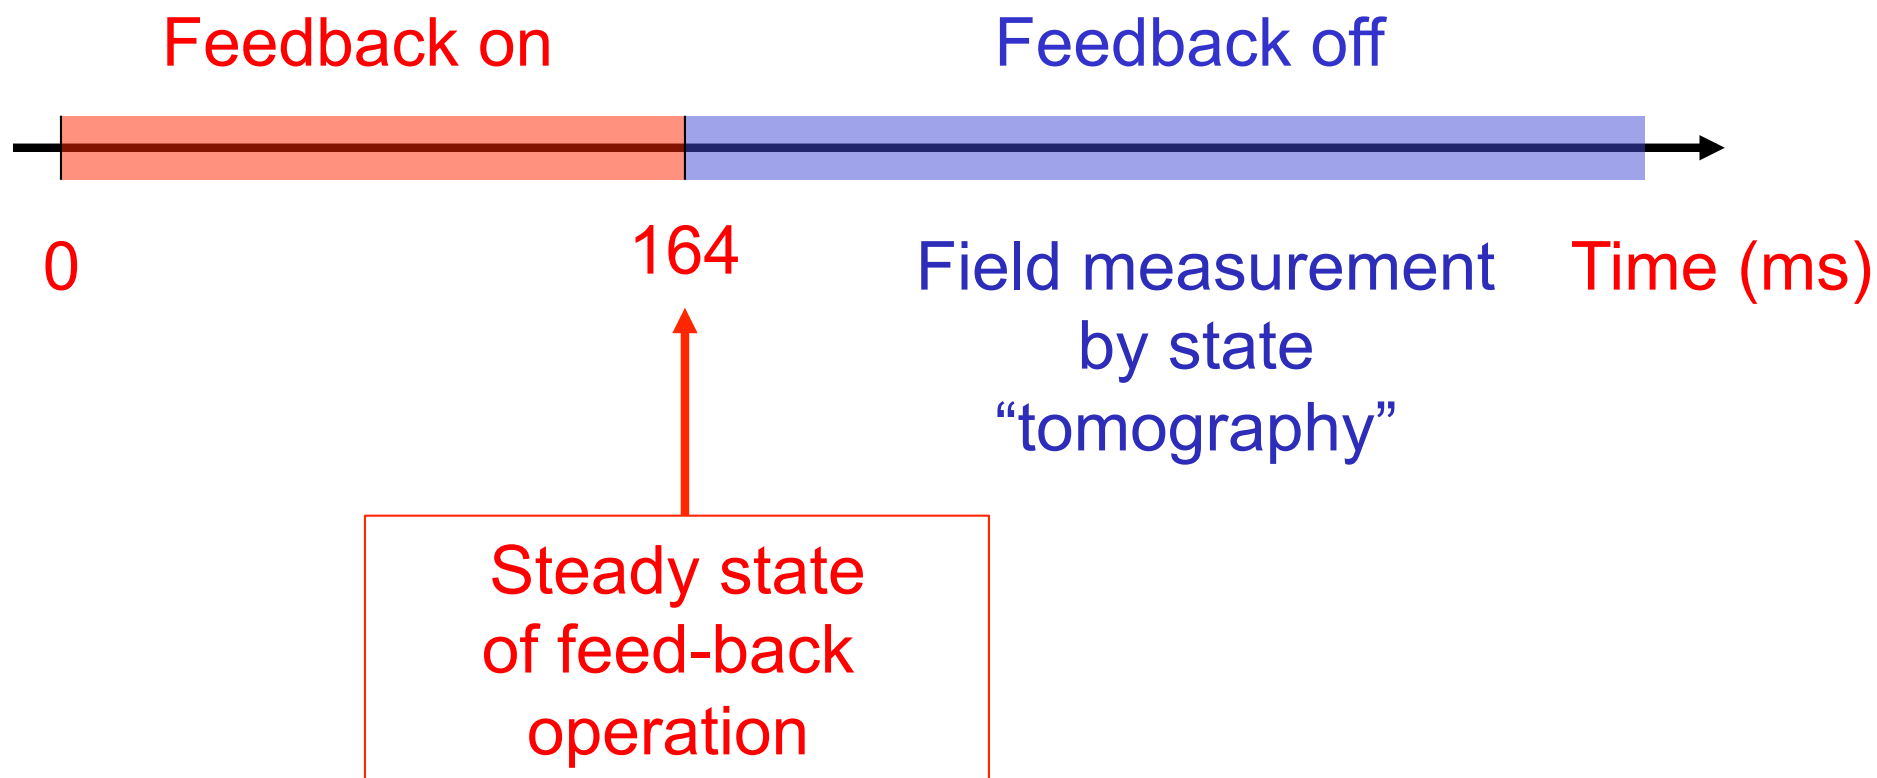 Feedback on
Feedback off
0
164
Field measurement
by state
“tomography”
Time (ms)
Steady state
of feed-back
operation